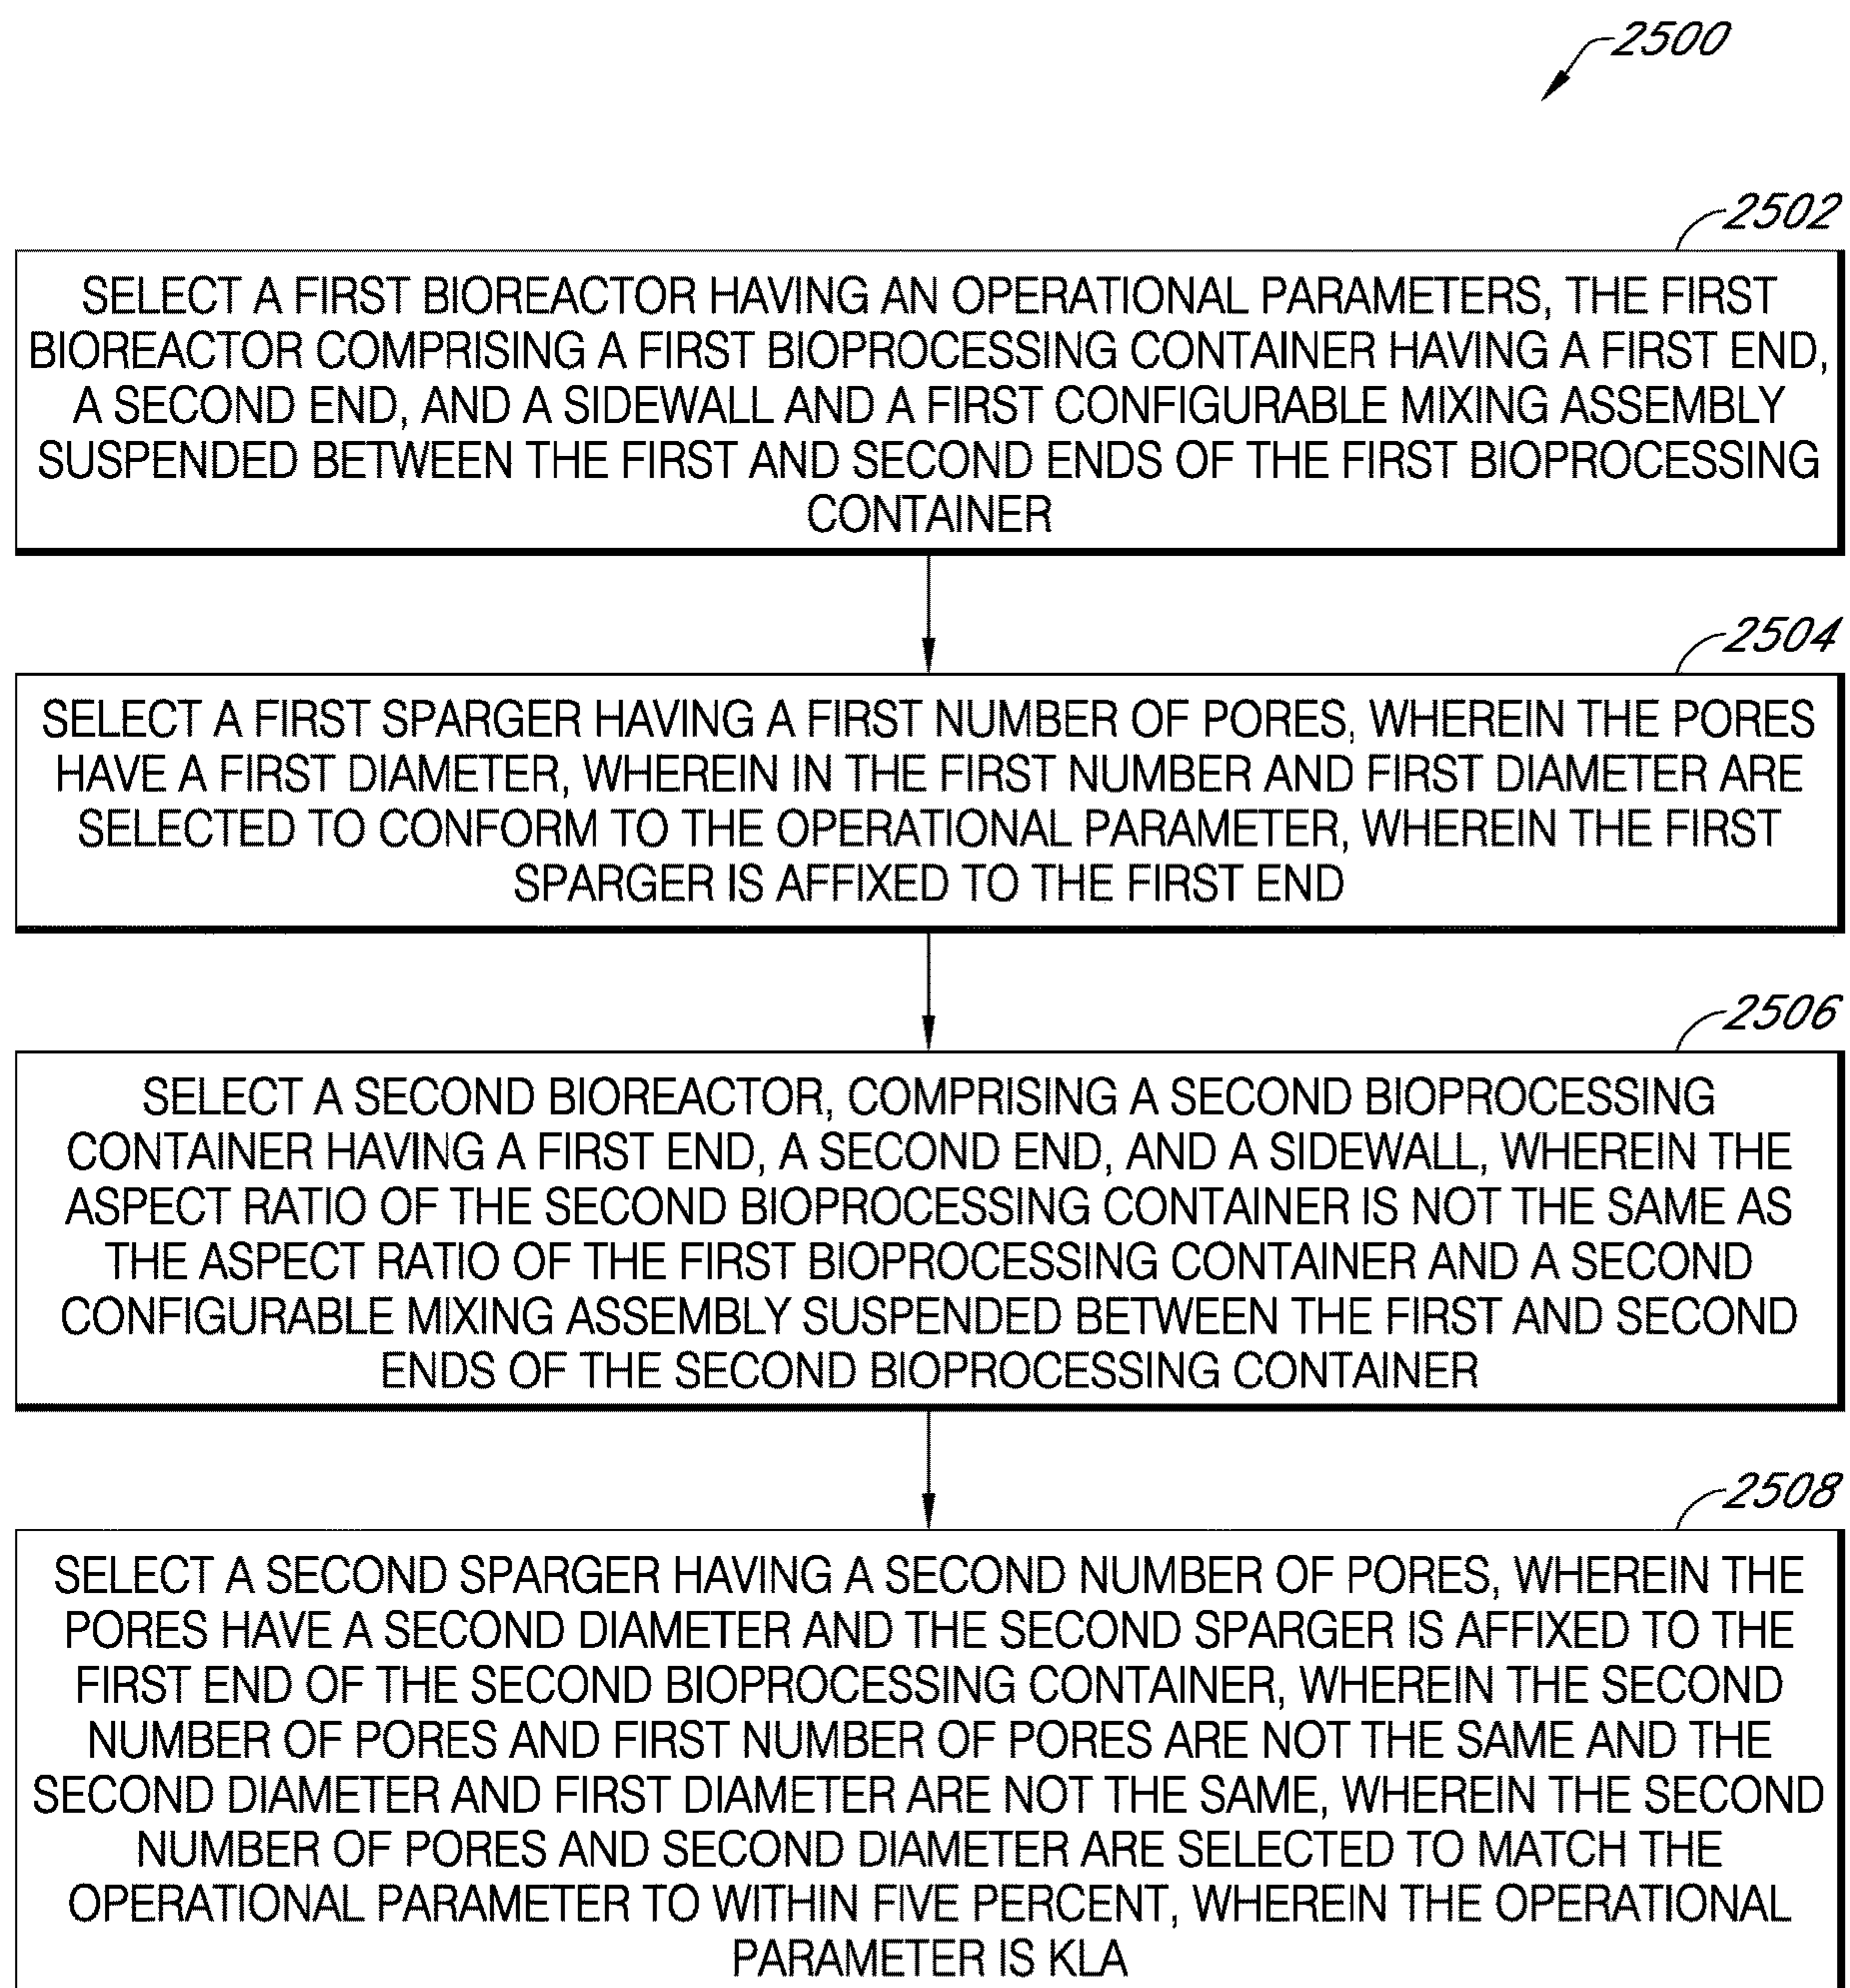 2500
2502
SELECT A FIRST BIOREACTOR HAVING AN OPERATIONAL PARAMETERS, THE FIRST
BIOREACTOR COMPRISING A FIRST BIOPROCESSING CONTAINER HAVING A FIRST END,
A SECOND END, AND A SIDEWALL AND A FIRST CONFIGURABLE MIXING ASSEMBLY
SUSPENDED BETWEEN THE FIRST AND SECOND ENDS OF THE FIRST BIOPROCESSING
CONTAINER
2504
SELECT A FIRST SPARGER HAVING A FIRST NUMBER OF PORES, WHEREIN THE PORES
HAVE A FIRST DIAMETER, WHEREIN IN THE FIRST NUMBER AND FIRST DIAMETER ARE
SELECTED TO CONFORM TO THE OPERATIONAL PARAMETER, WHEREIN THE FIRST
SPARGER IS AFFIXED TO THE FIRST END
2506
SELECT A SECOND BIOREACTOR, COMPRISING A SECOND BIOPROCESSING
CONTAINER HAVING A FIRST END, A SECOND END, AND A SIDEWALL, WHEREIN THE
ASPECT RATIO OF THE SECOND BIOPROCESSING CONTAINER IS NOT THE SAME AS
THE ASPECT RATIO OF THE FIRST BIOPROCESSING CONTAINER AND A SECOND
CONFIGURABLE MIXING ASSEMBLY SUSPENDED BETWEEN THE FIRST AND SECOND
ENDS OF THE SECOND BIOPROCESSING CONTAINER
2508
SELECT A SECOND SPARGER HAVING A SECOND NUMBER OF PORES, WHEREIN THE
PORES HAVE A SECOND DIAMETER AND THE SECOND SPARGER IS AFFIXED TO THE
FIRST END OF THE SECOND BIOPROCESSING CONTAINER, WHEREIN THE SECOND
NUMBER OF PORES AND FIRST NUMBER OF PORES ARE NOT THE SAME AND THE
SECOND DIAMETER AND FIRST DIAMETER ARE NOT THE SAME, WHEREIN THE SECOND
NUMBER OF PORES AND SECOND DIAMETER ARE SELECTED TO MATCH THE
OPERATIONAL PARAMETER TO WITHIN FIVE PERCENT, WHEREIN THE OPERATIONAL
PARAMETER IS KLA